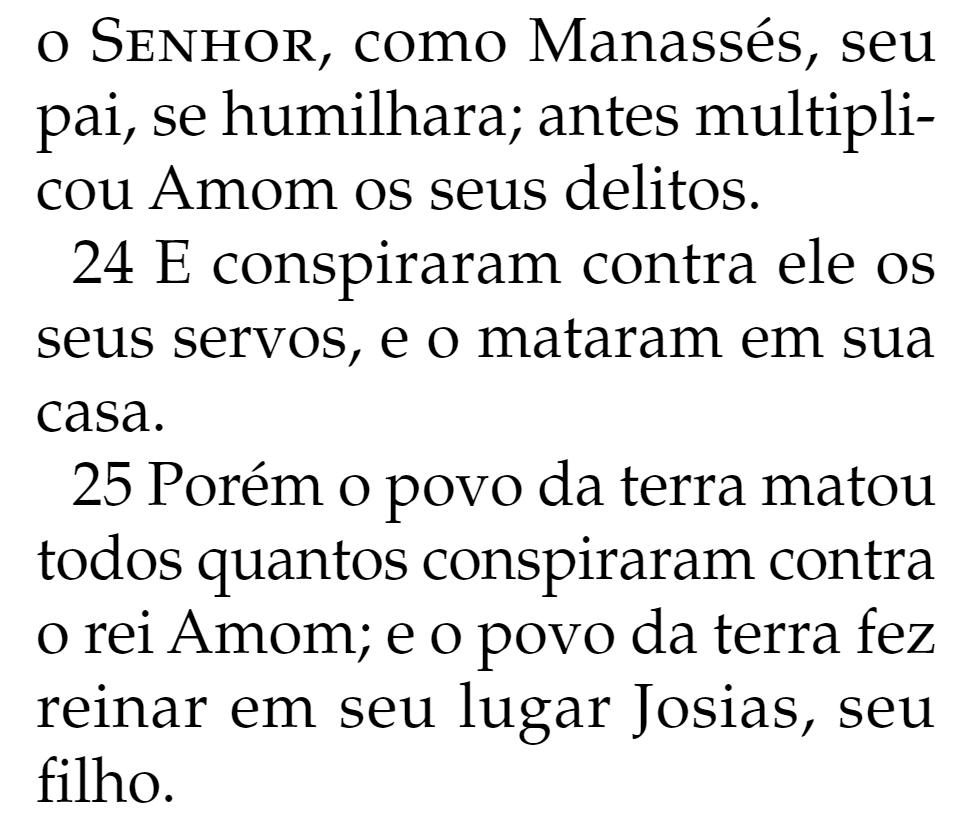 o SENHOR, como Manassés, seu
pai, se humilhara; antes multipli-
cou Amom os seus delitos.
24 E conspiraram contra ele os
seus servos, e o mataram em sua
casa.
25 Porém o povo da terra matou
todos quantos conspiraram contra
o rei Amom; e o povo da terra fez
reinar em seu lugar Josias, seu
filho.